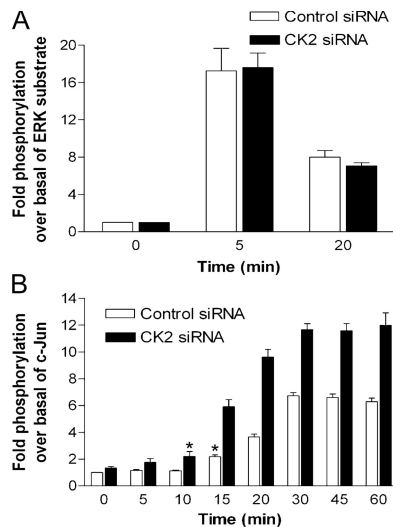 A
Control siRNA
CK2 siRNA
Fold phosphorylation
over basal of ERK substrate
20
16
12
8
4
0
0 5 20
Time (min)
B
Control siRNA
CK2 siRNA
Fold phosphorylation
over basal of c-Jun
14
12
10
8
6
4
2
0
* *
0 5 10 15 20 30 45 60
Time (min)